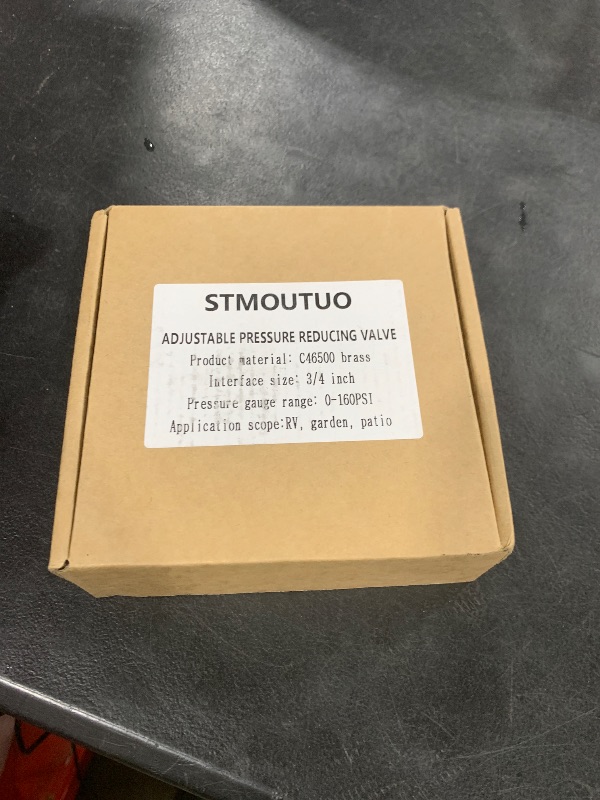 STMOUTUO
ADJUSTABLE PRESSURE REDUCING VALVE
Product material: C46500 brass
Interface size: 3/4 inch
Pressure gauge range: 0-160PSI
Application scope:RV, garden, patio